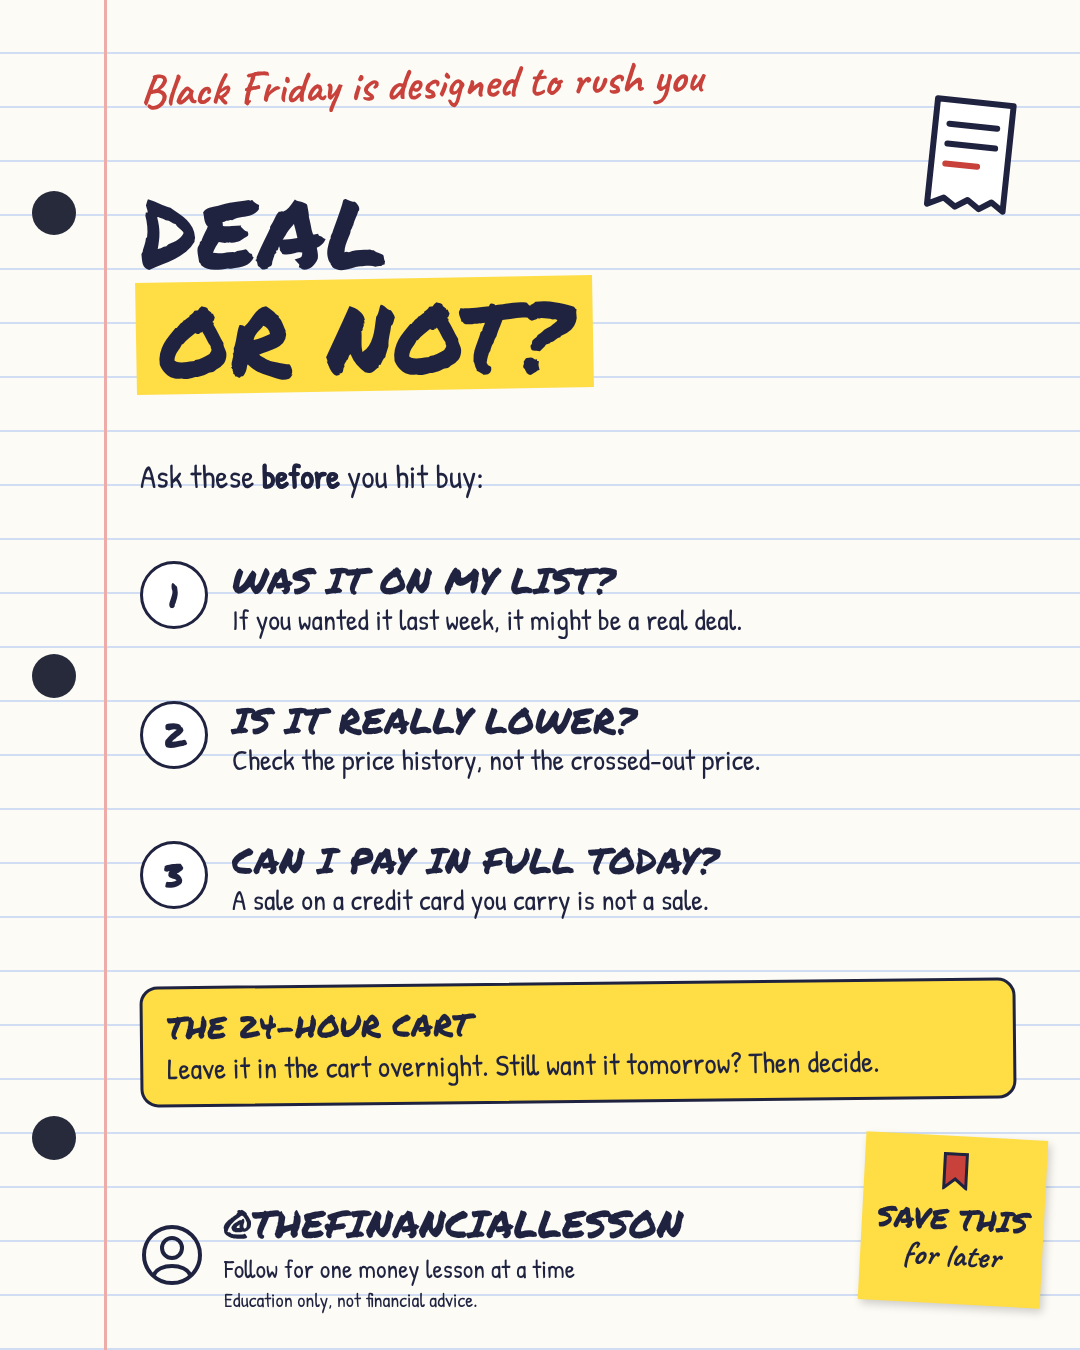 Black Friday is designed to rush you
DEAL
OR NOT?
Ask these before you hit buy:
1
WAS IT ON MY LIST?
If you wanted it last week, it might be a real deal.
2
IS IT REALLY LOWER?
Check the price history, not the crossed-out price.
3
CAN I PAY IN FULL TODAY?
A sale on a credit card you carry is not a sale.
THE 24-HOUR CART
Leave it in the cart overnight. Still want it tomorrow? Then decide.
@THEFINANCIALLESSON
Follow for one money lesson at a time
Education only, not financial advice.
SAVE THIS
for later